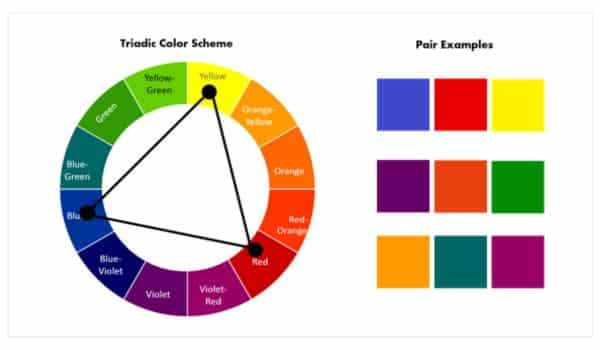 Triadic Color Scheme
Pair Examples
Yellow
Yellow-
Green
Orange-
Yellow
Green
Orange
Blue-
Green
Red-
Orange
Blu
Red
Blue-
Violet
Violet
Violet-
Red